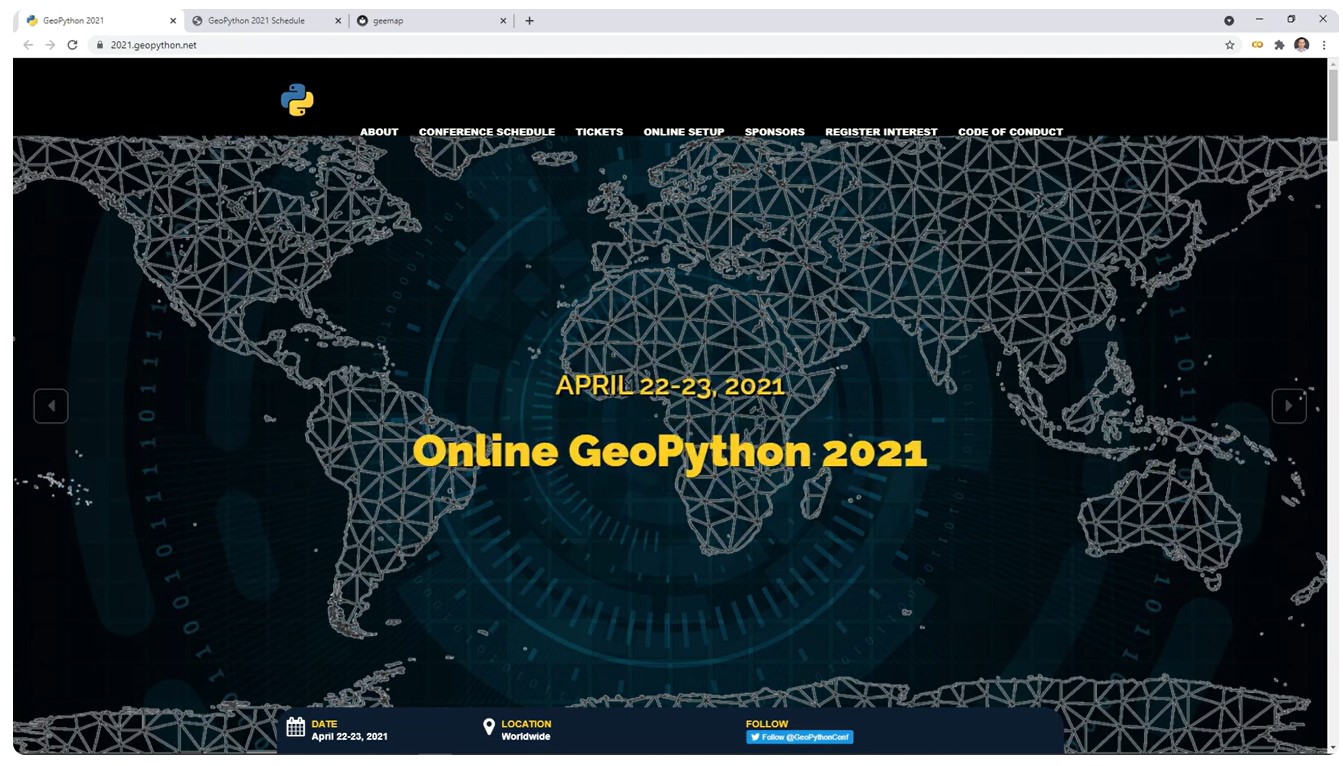 GeoPython 2021
GeoPython 2021 Schedule
geemap
2021.geopython.net
ABOUT CONFERENCE SCHEDULE TICKETS ONLINE SETUP SPONSORS REGISTER INTEREST CODE OF CONDUCT
APRIL 22-23, 2021
Online GeoPython 2021
DATE
April 22-23, 2021
LOCATION
Worldwide
FOLLOW
Follow @GeoPythonConf